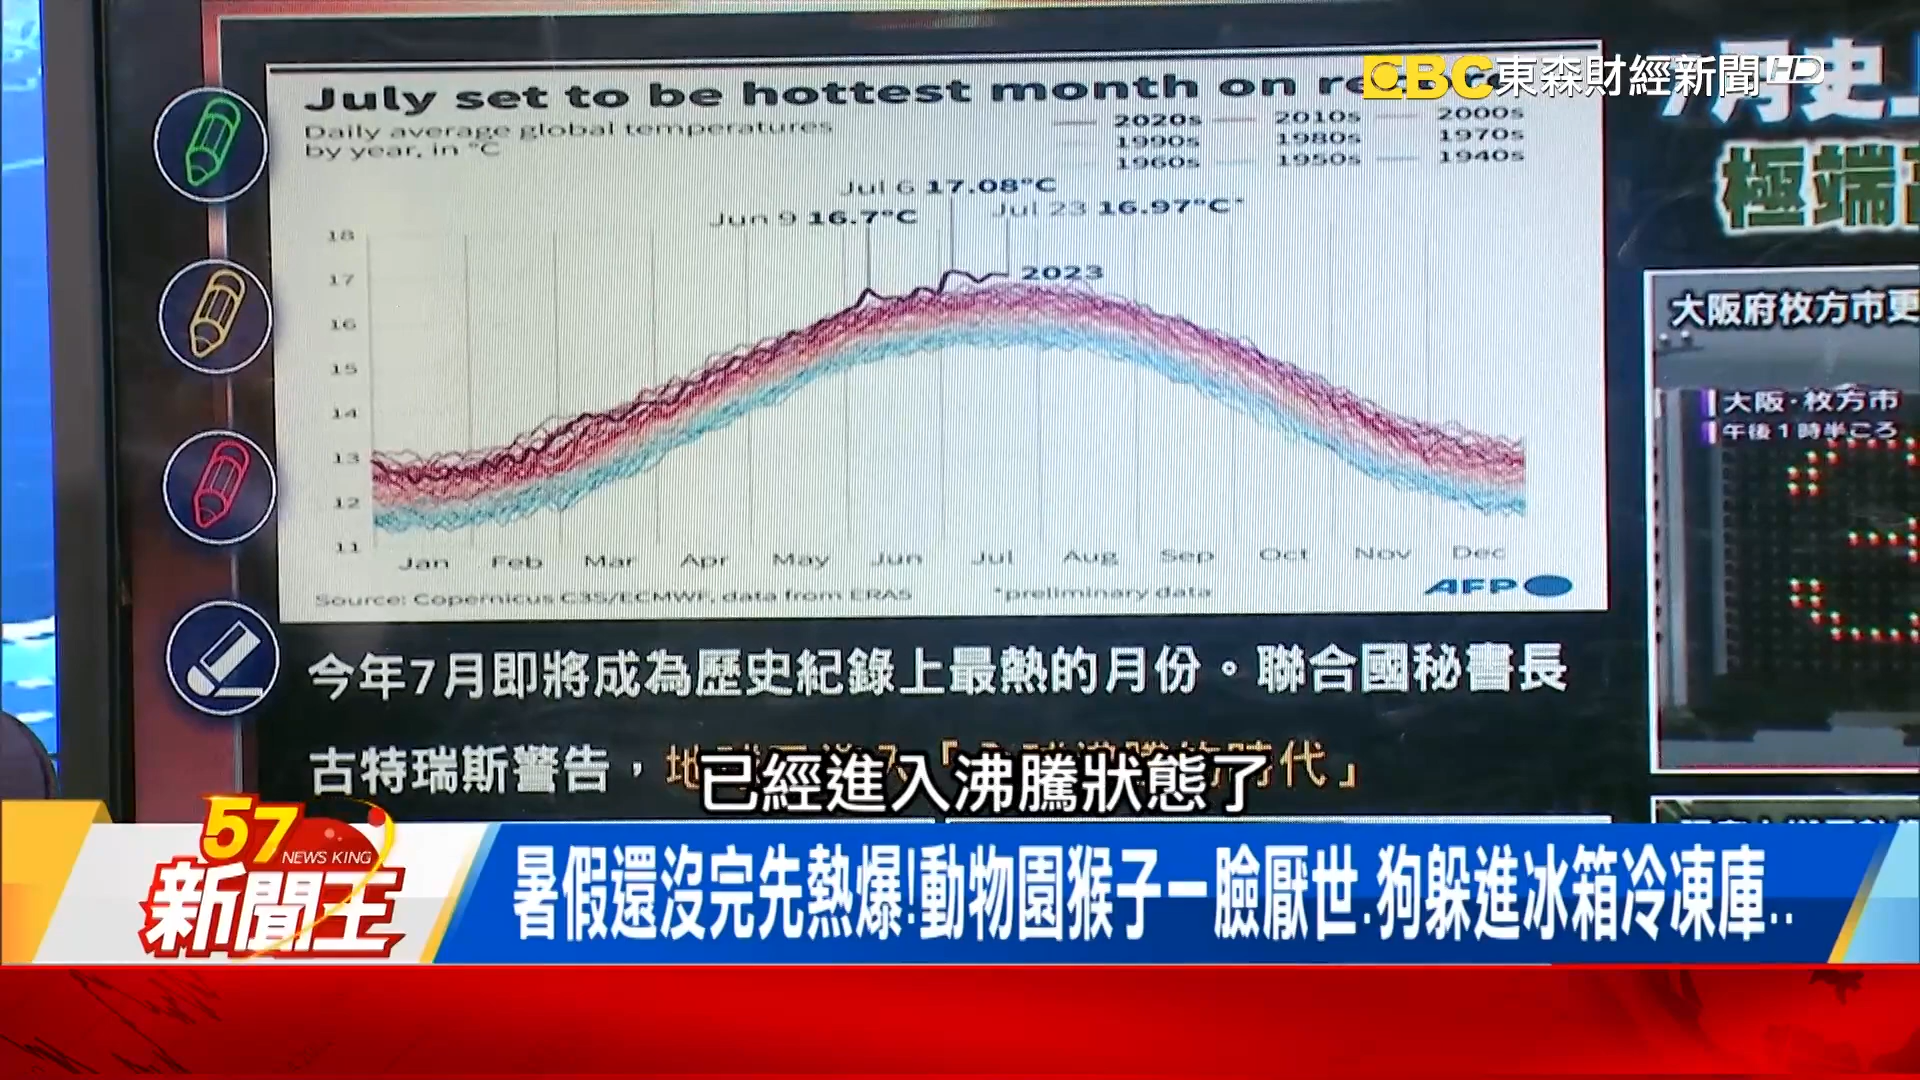 July set to be hottest month on re
EBC東森財經新聞HD
Daily average global temperatures
by year, in °C
2020s 2010s 2000s
1990s 1980s 1970s
1960s 1950s 1940s
Jul 6 17.08°C
Jun 9 16.7°C
Jul 23 16.97°C*
2023
18
17
16
15
14
13
12
11
Jan Feb Mar Apr May Jun Jul Aug Sep Oct Nov Dec
Source: Copernicus C3S/ECMWF, data from ERA5
*preliminary data
AFP
今年7月即將成為歷史紀錄上最熱的月份。聯合國秘書長
古特瑞斯警告，
時代」
7月史上
極端
大阪府枚方市更
大阪・枚方市
午後1時半ごろ
已經進入沸騰狀態了
57
NEWS KING
新聞王
暑假還沒完先熱爆!動物園猴子一臉厭世.狗躲進冰箱冷凍庫..